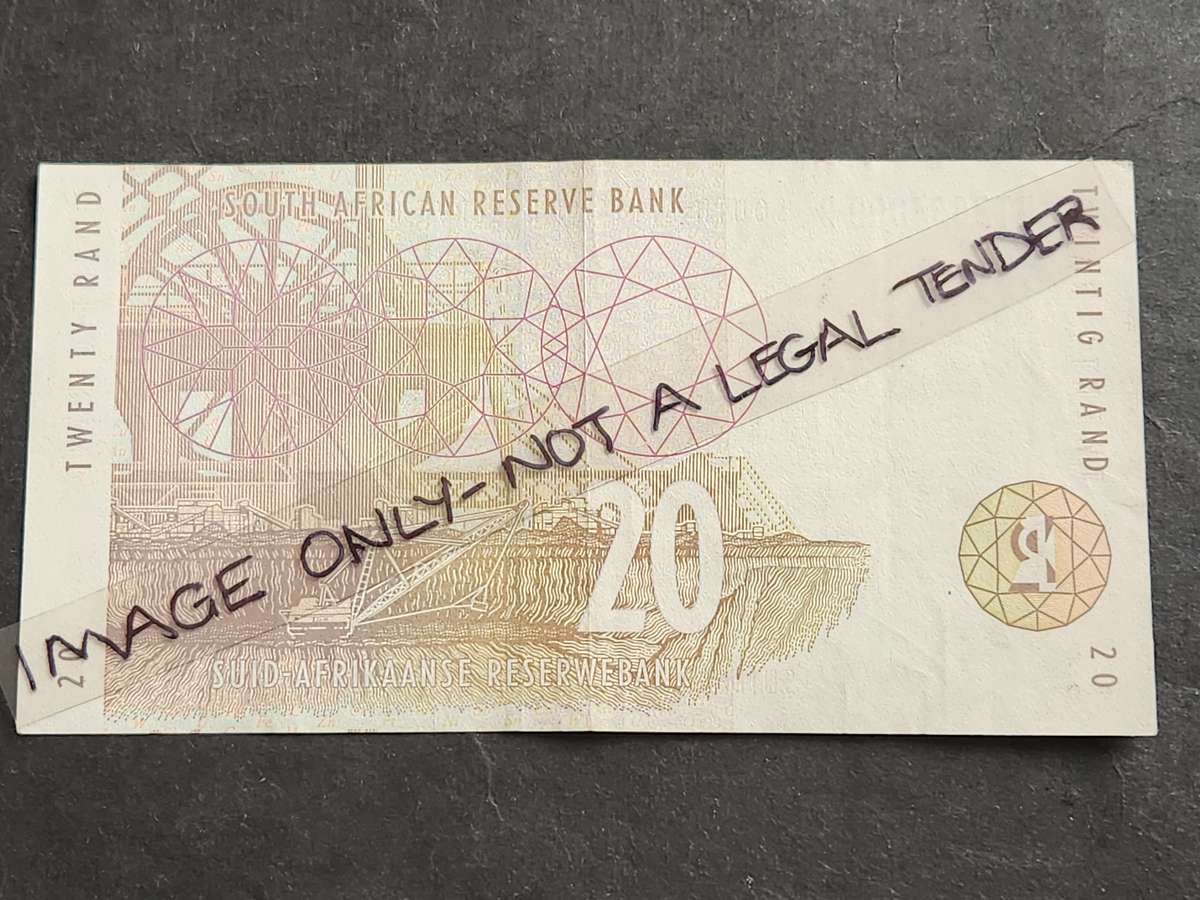 SOUTH AFRICAN RESERVE BANK
TWENTY RAND
TWINTIG RAND
IMAGE ONLY - NOT A LEGAL TENDER
20
20
20
SUID-AFRIKAANSE RESERWEBANK